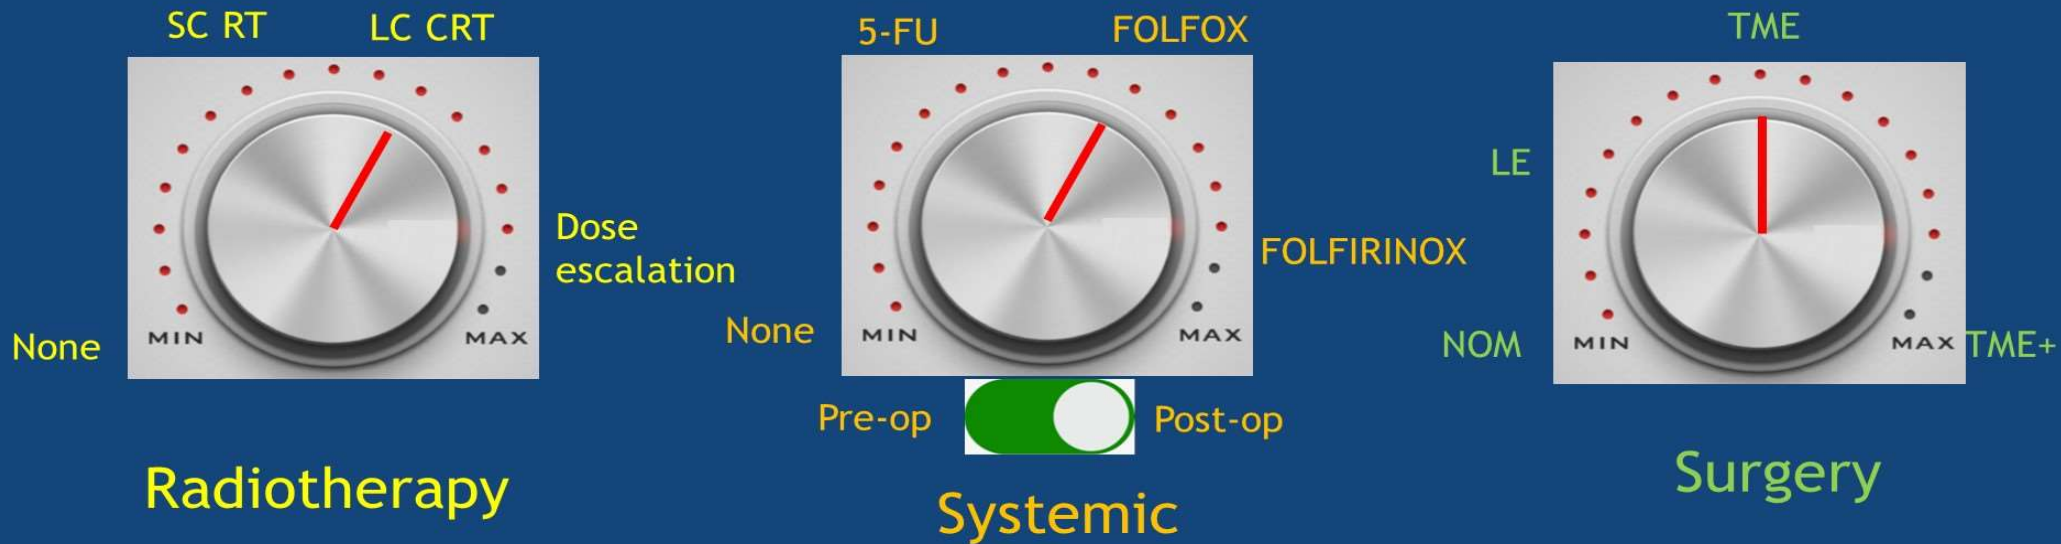 SC RT
LC CRT
None
MIN
MAX
Dose
escalation
Radiotherapy
5-FU
FOLFOX
None
MIN
MAX
FOLFIRINOX
Pre-op
Post-op
Systemic
TME
LE
NOM
MIN
MAX
TME+
Surgery